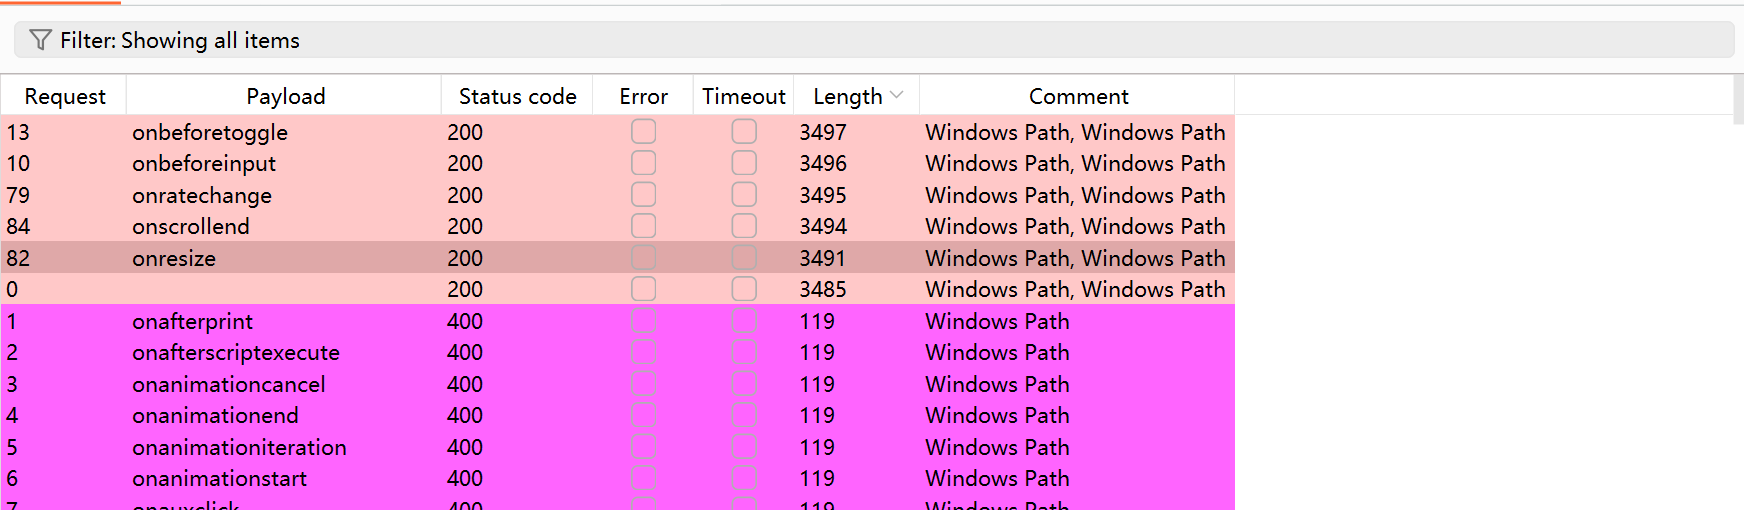 Filter: Showing all items
Request Payload Status code Error Timeout Length Comment
13 onbeforetoggle 200 3497 Windows Path, Windows Path
10 onbeforeinput 200 3496 Windows Path, Windows Path
79 onratechange 200 3495 Windows Path, Windows Path
84 onscrollend 200 3494 Windows Path, Windows Path
82 onresize 200 3491 Windows Path, Windows Path
0 200 3485 Windows Path, Windows Path
1 onafterprint 400 119 Windows Path
2 onafterscriptexecute 400 119 Windows Path
3 onanimationcancel 400 119 Windows Path
4 onanimationend 400 119 Windows Path
5 onanimationiteration 400 119 Windows Path
6 onanimationstart 400 119 Windows Path
7 onauxclick 400 119 Windows Path